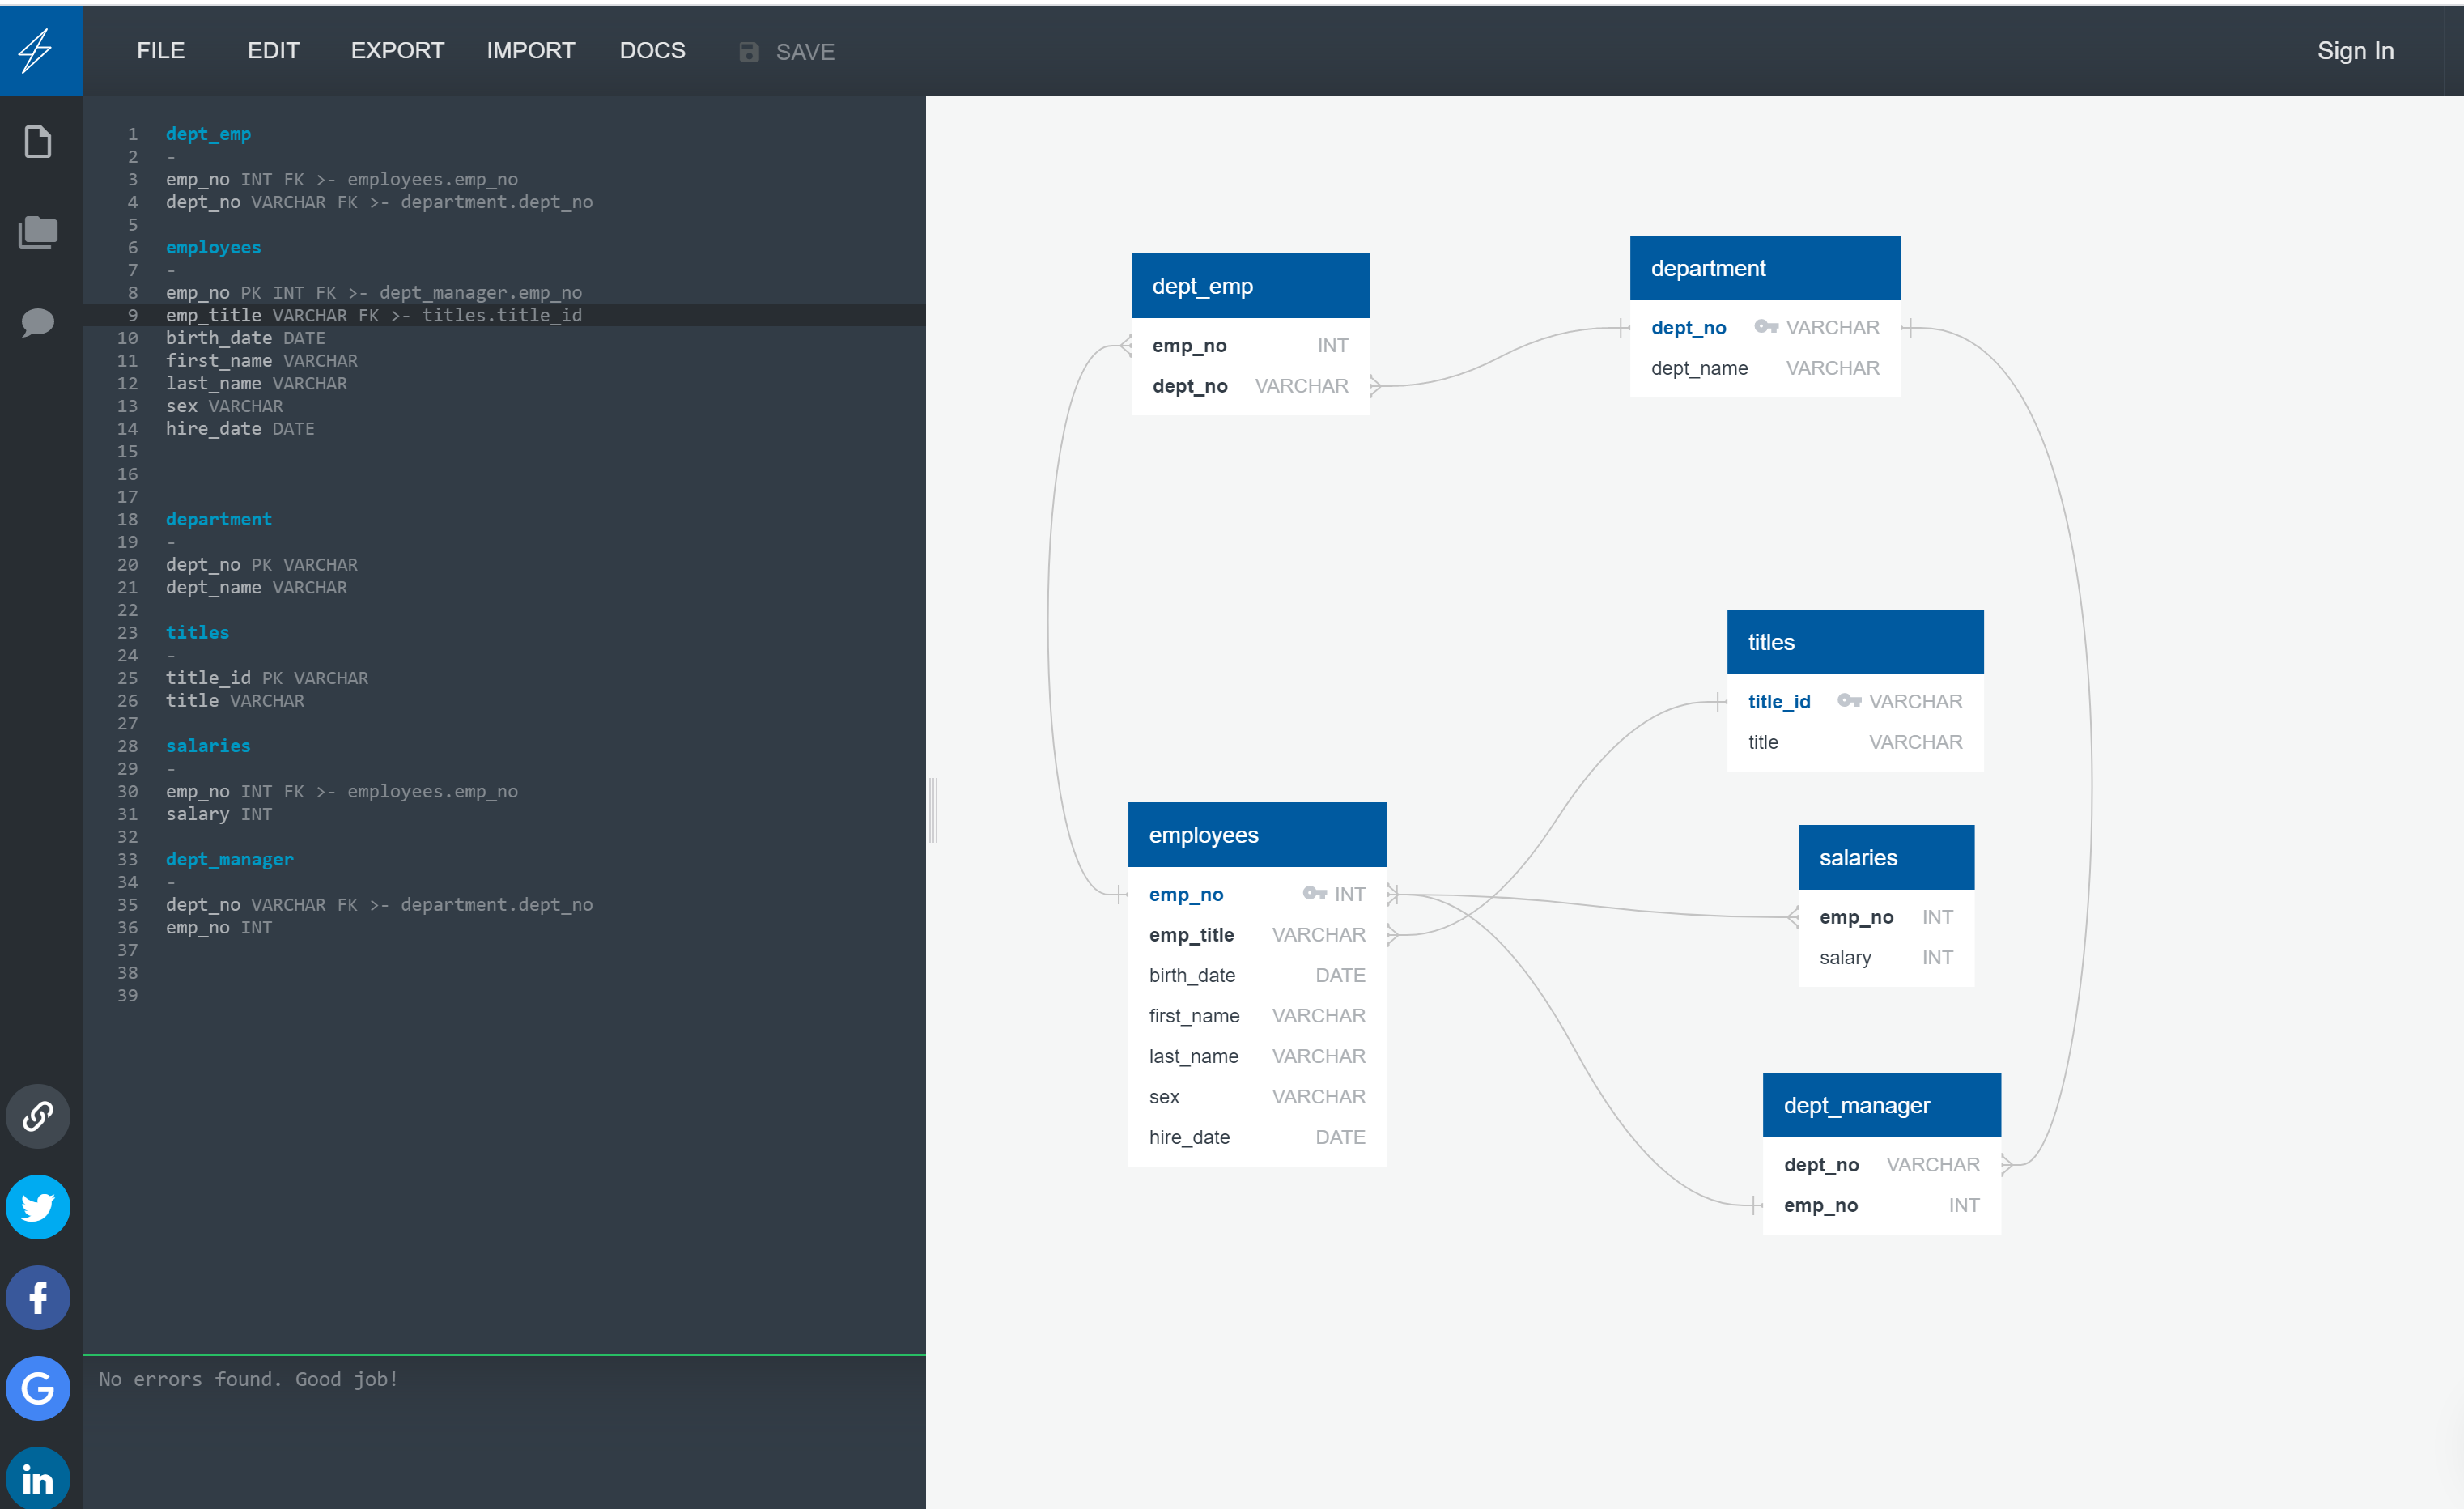 FILE EDIT EXPORT IMPORT DOCS SAVE Sign In
1 dept_emp
2 -
3 emp_no INT FK >- employees.emp_no
4 dept_no VARCHAR FK >- department.dept_no
5
6 employees
7 -
8 emp_no PK INT FK >- dept_manager.emp_no
9 emp_title VARCHAR FK >- titles.title_id
10 birth_date DATE
11 first_name VARCHAR
12 last_name VARCHAR
13 sex VARCHAR
14 hire_date DATE
15
16
17
18 department
19 -
20 dept_no PK VARCHAR
21 dept_name VARCHAR
22
23 titles
24 -
25 title_id PK VARCHAR
26 title VARCHAR
27
28 salaries
29 -
30 emp_no INT FK >- employees.emp_no
31 salary INT
32
33 dept_manager
34 -
35 dept_no VARCHAR FK >- department.dept_no
36 emp_no INT
37
38
39
No errors found. Good job!
dept_emp
emp_no INT
dept_no VARCHAR
department
dept_no VARCHAR
dept_name VARCHAR
titles
title_id VARCHAR
title VARCHAR
employees
emp_no INT
emp_title VARCHAR
birth_date DATE
first_name VARCHAR
last_name VARCHAR
sex VARCHAR
hire_date DATE
salaries
emp_no INT
salary INT
dept_manager
dept_no VARCHAR
emp_no INT
f
G
in